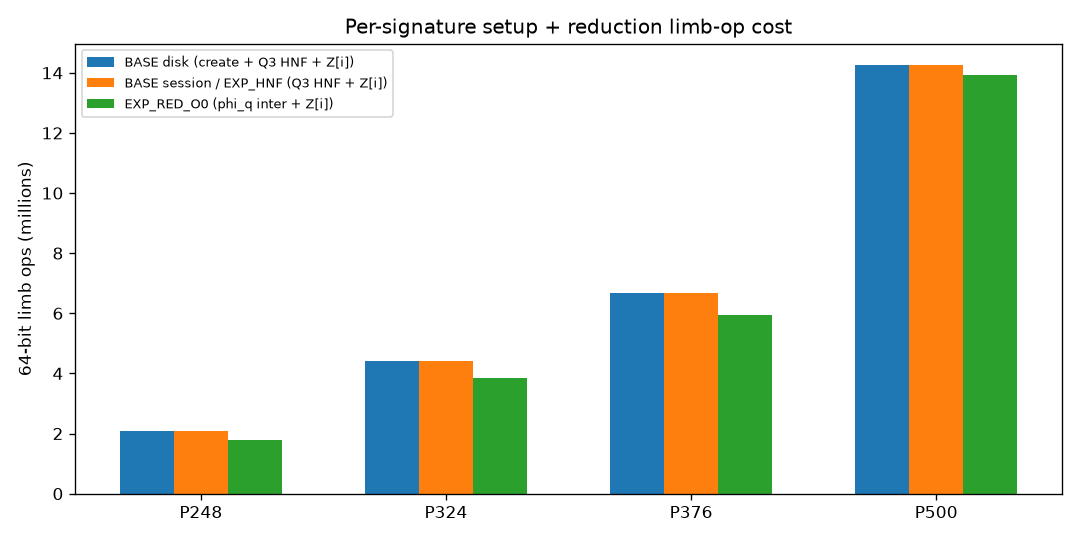 Per-signature setup + reduction limb-op cost
BASE disk (create + Q3 HNF + Z[i])
BASE session / EXP_HNF (Q3 HNF + Z[i])
EXP_RED_O0 (phi_q inter + Z[i])
64-bit limb ops (millions)
14
12
10
8
6
4
2
0
P248
P324
P376
P500